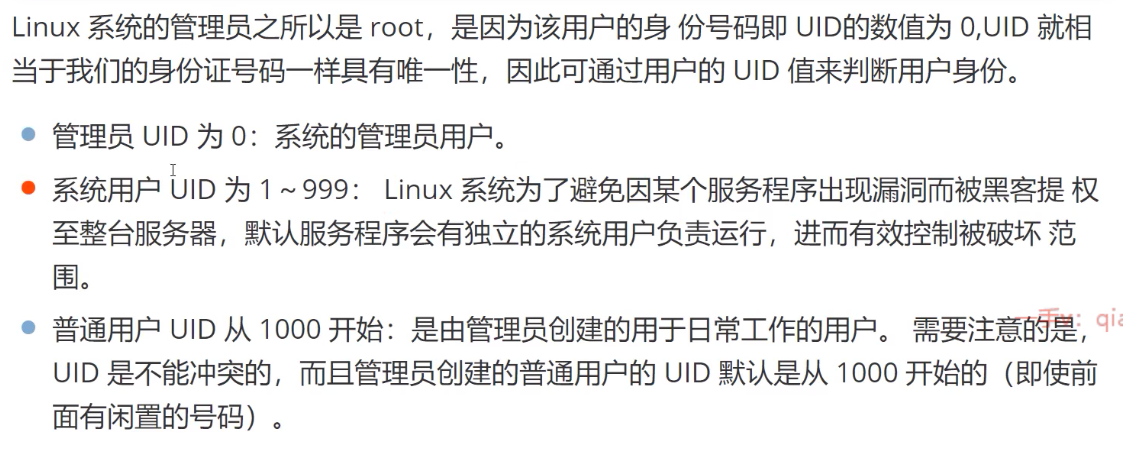 Linux 系统的管理员之所以是 root，是因为该用户的身 份号码即 UID的数值为 0,UID 就相
当于我们的身份证号码一样具有唯一性，因此可通过用户的 UID 值来判断用户身份。
管理员 UID 为 0：系统的管理员用户。
系统用户 UID 为 1～999： Linux 系统为了避免因某个服务程序出现漏洞而被黑客提 权
至整台服务器，默认服务程序会有独立的系统用户负责运行，进而有效控制被破坏 范
围。
普通用户 UID 从 1000 开始：是由管理员创建的用于日常工作的用户。 需要注意的是，
UID 是不能冲突的，而且管理员创建的普通用户的 UID 默认是从 1000 开始的（即使前
面有闲置的号码）。